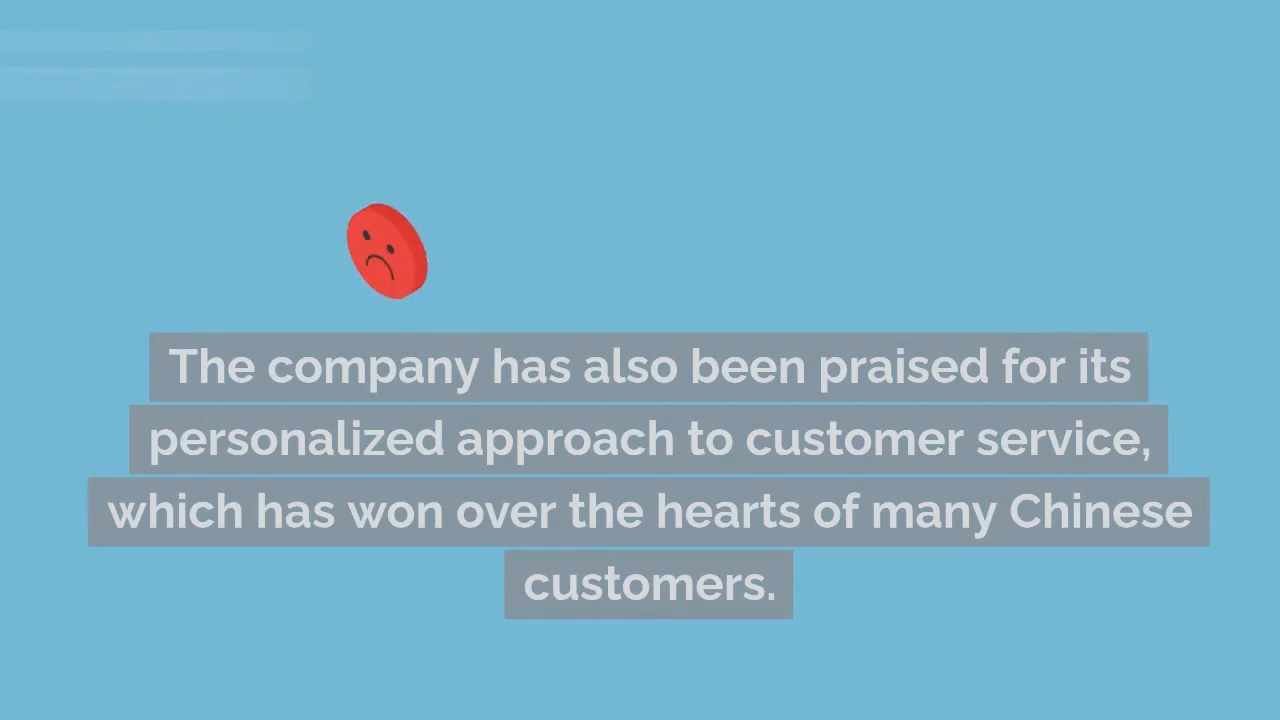 The company has also been praised for its
personalized approach to customer service,
which has won over the hearts of many Chinese
customers.